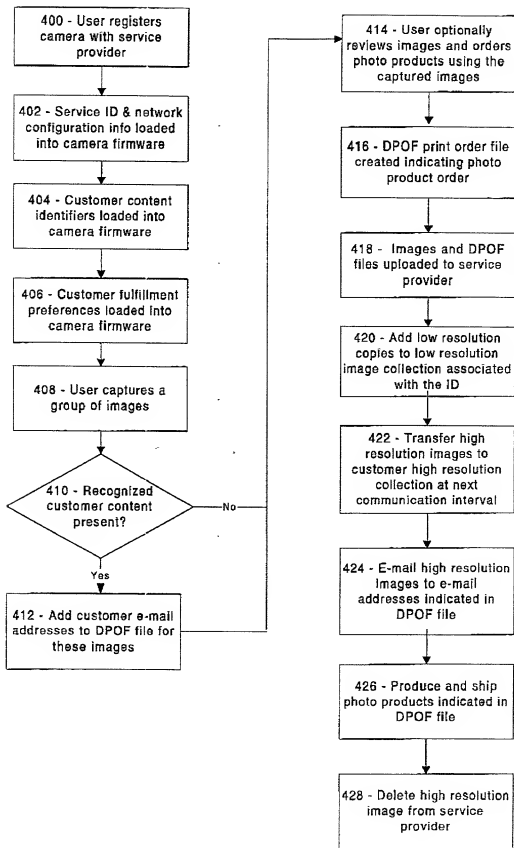 400 - User registers
camera with service
provider
402 - Service ID & network
configuration info loaded
into camera firmware
404 - Customer content
identifiers loaded into
camera firmware
406 - Customer fulfillment
preferences loaded into
camera firmware
408 - User captures a
group of images
410 - Recognized
customer content
present?
No
Yes
412 - Add customer e-mail
addresses to DPOF file for
these images
414 - User optionally
reviews images and orders
photo products using the
captured images
416 - DPOF print order file
created indicating photo
product order
418 - Images and DPOF
files uploaded to service
provider
420 - Add low resolution
copies to low resolution
image collection associated
with the ID
422 - Transfer high
resolution images to
customer high resolution
collection at next
communication interval
424 - E-mail high resolution
images to e-mail
addresses indicated in
DPOF file
426 - Produce and ship
photo products indicated in
DPOF file
428 - Delete high resolution
image from service
provider